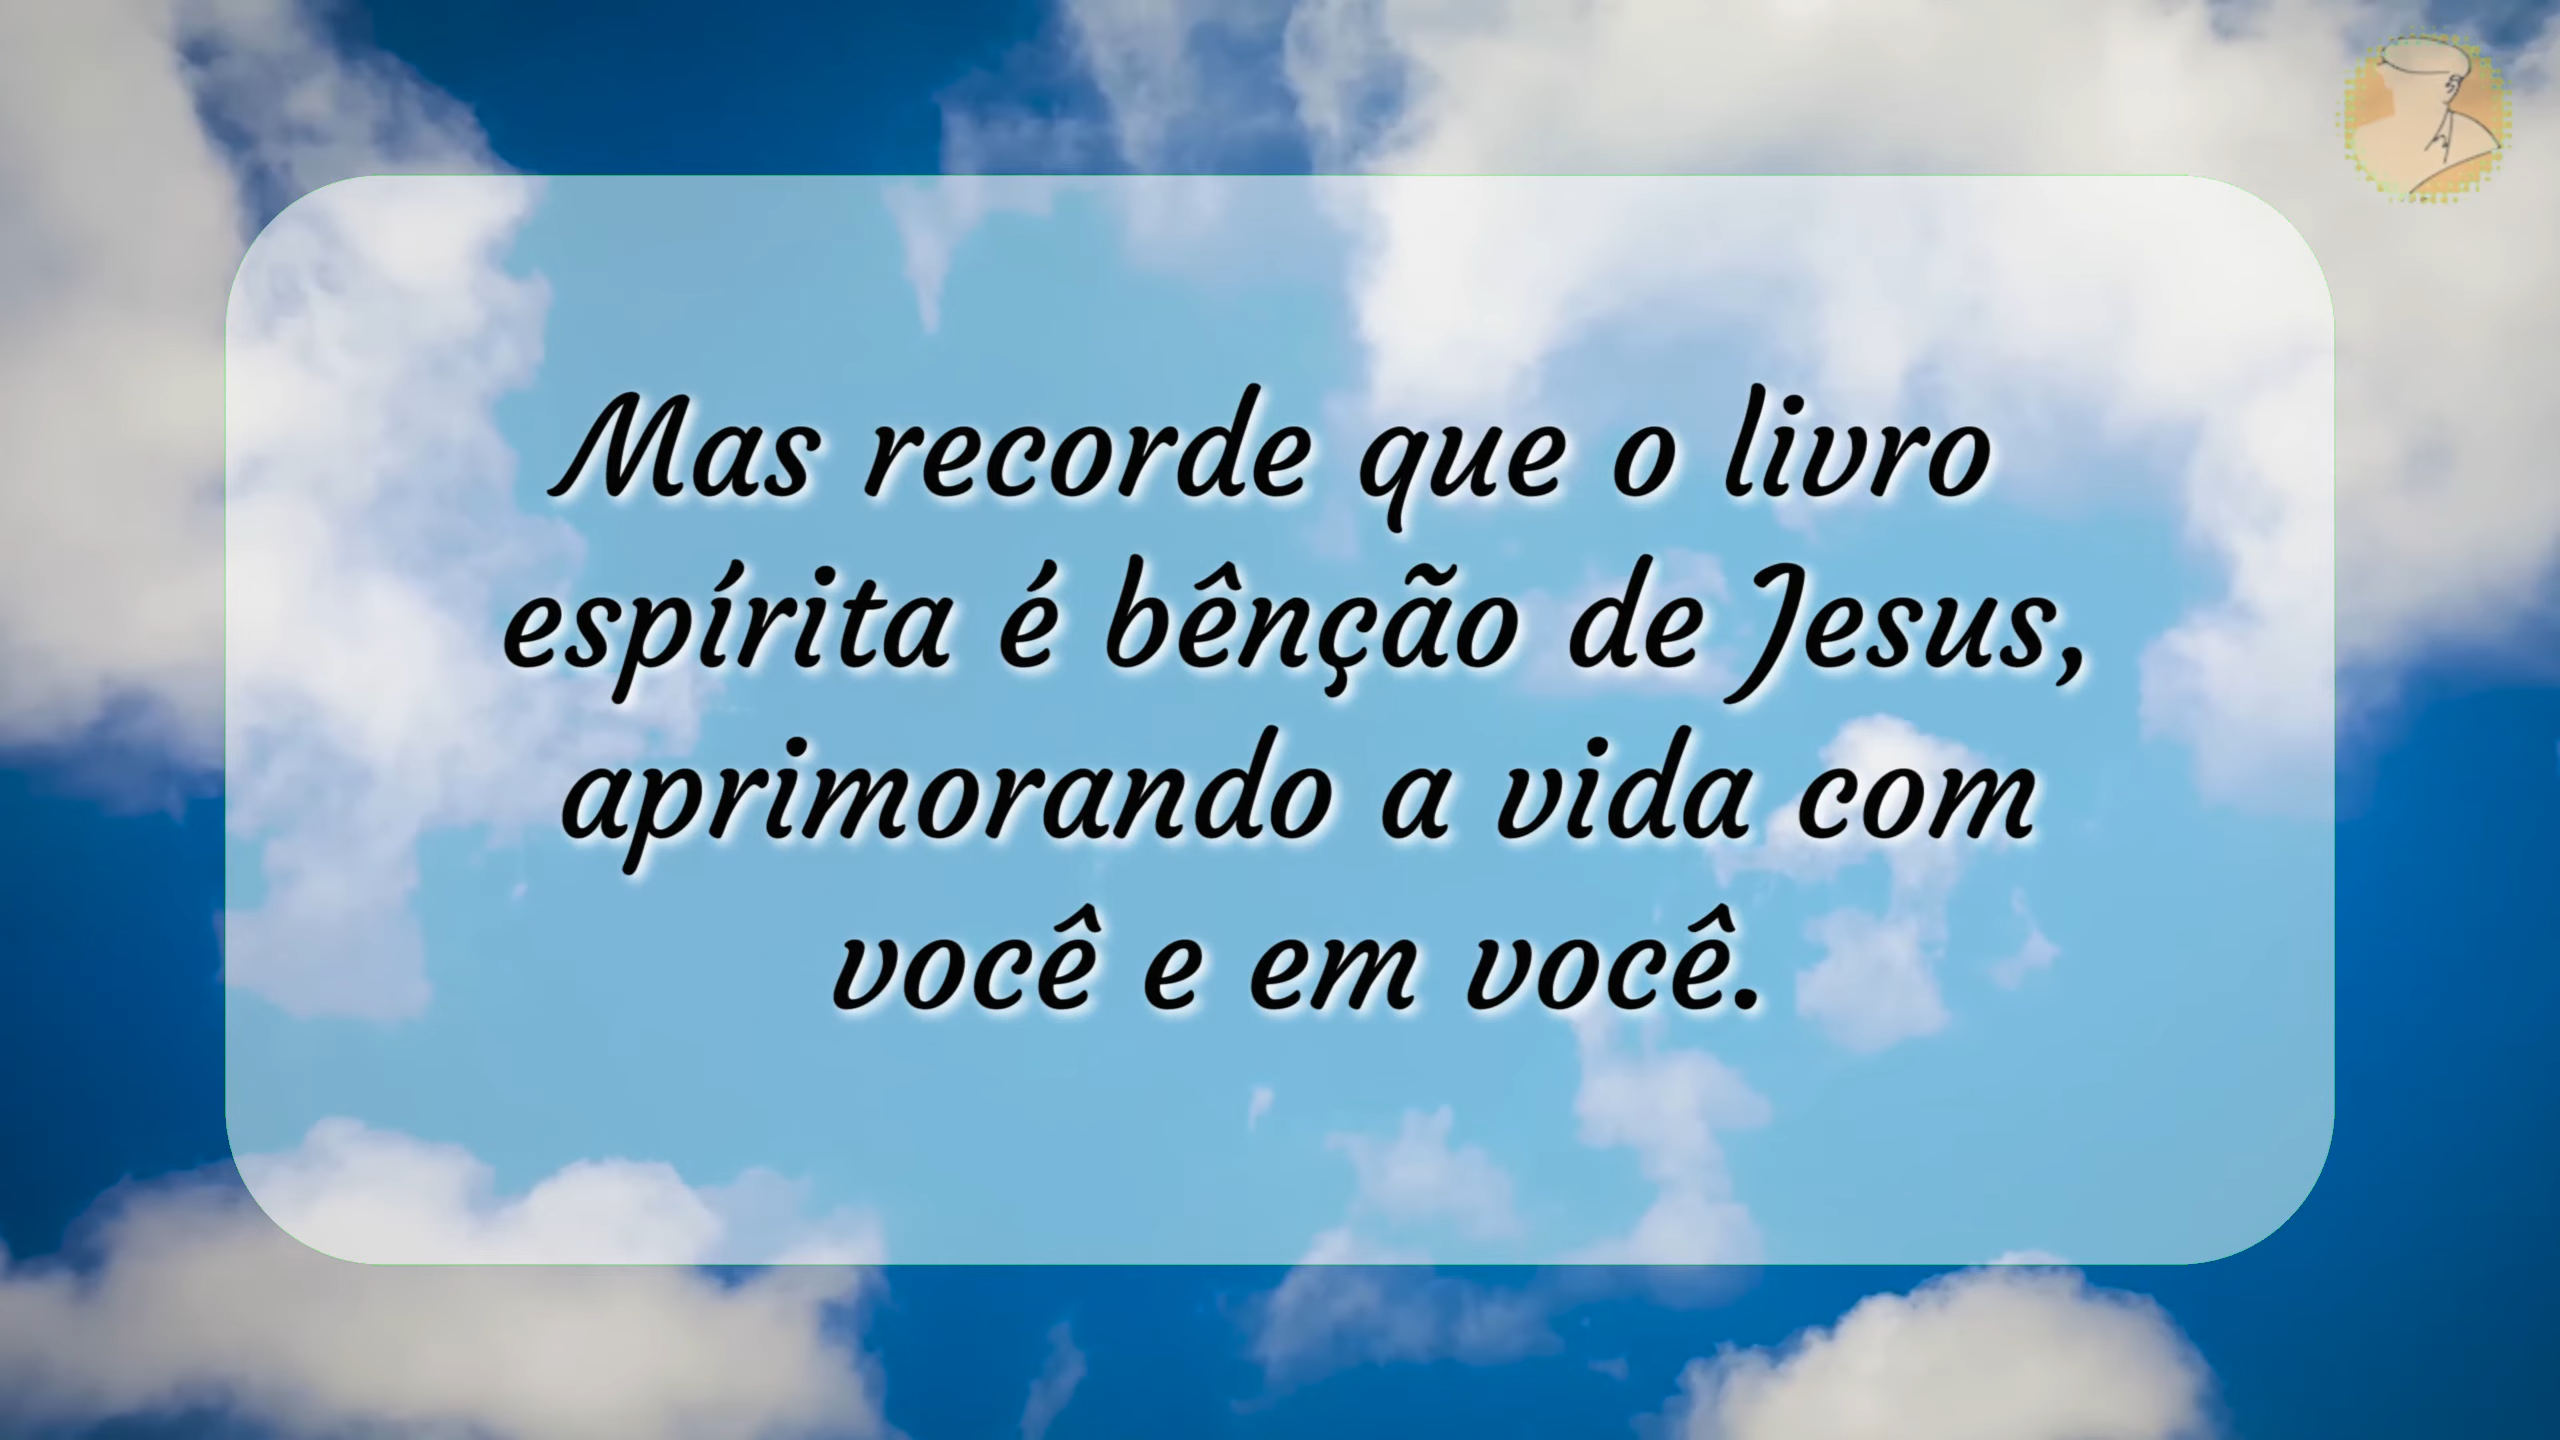 Mas recorde que o livro
espírita é bênção de Jesus,
aprimorando a vida com
você e em você.